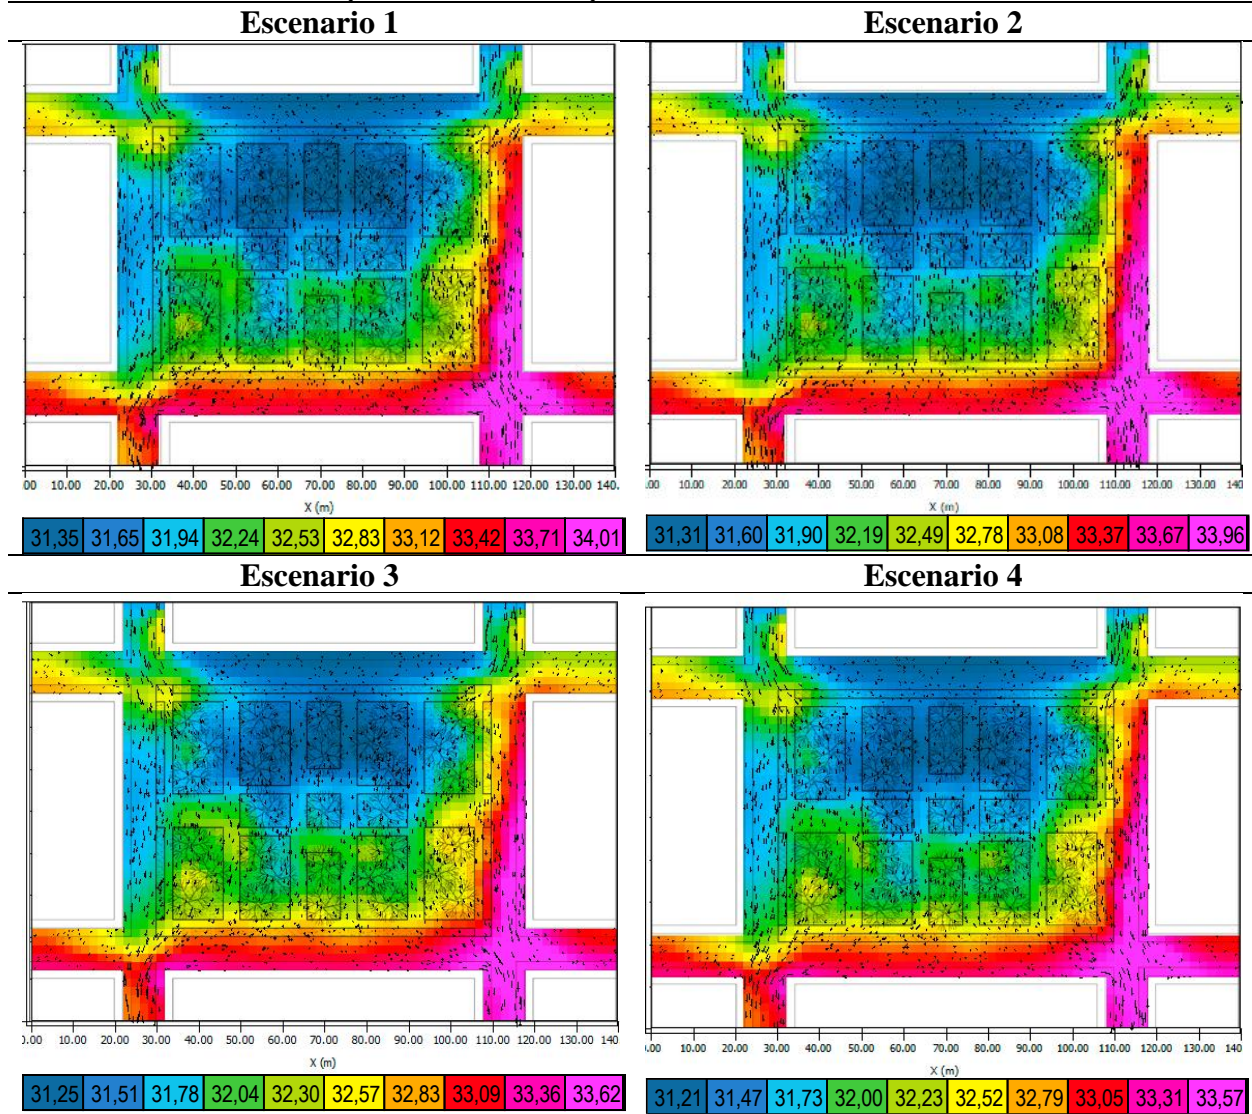 Escenario 1
Escenario 2
.00 10.00 20.00 30.00 40.00 50.00 60.00 70.00 80.00 90.00 100.00 110.00 120.00 130.00 140.
X (m)
.00 10.00 20.00 30.00 40.00 50.00 60.00 70.00 80.00 90.00 100.00 110.00 120.00 130.00 140
X (m)
31,35 31,65 31,94 32,24 32,53 32,83 33,12 33,42 33,71 34,01
31,31 31,60 31,90 32,19 32,49 32,78 33,08 33,37 33,67 33,96
Escenario 3
Escenario 4
).00 10.00 20.00 30.00 40.00 50.00 60.00 70.00 80.00 90.00 100.00 110.00 120.00 130.00 140.
X (m)
.00 10.00 20.00 30.00 40.00 50.00 60.00 70.00 80.00 90.00 100.00 110.00 120.00 130.00 140
X (m)
31,25 31,51 31,78 32,04 32,30 32,57 32,83 33,09 33,36 33,62
31,21 31,47 31,73 32,00 32,23 32,52 32,79 33,05 33,31 33,57